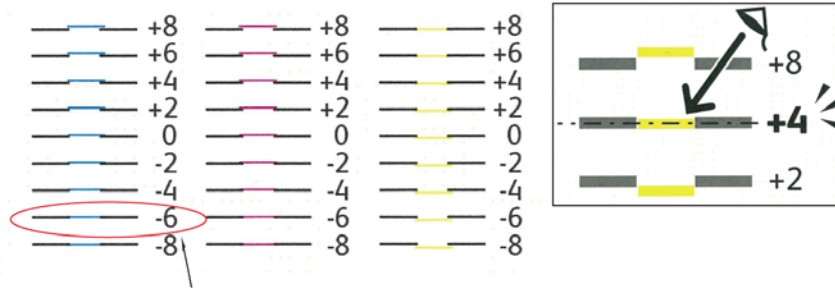 +8 +8 +8
+6 +6 +6
+4 +4 +4
+2 +2 +2
0 0 0
-2 -2 -2
-4 -4 -4
-6 -6 -6
-8 -8 -8
+8
+4
+2